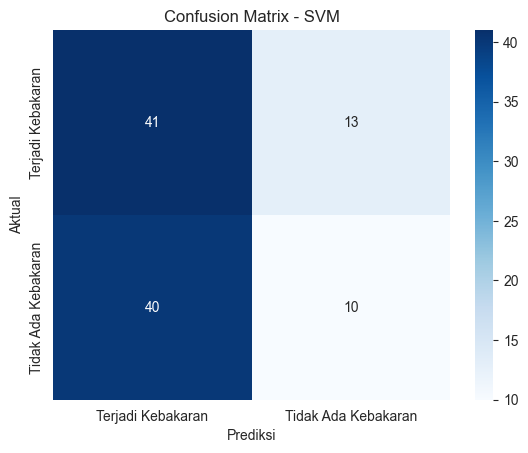 Confusion Matrix - SVM
Aktual
Terjadi Kebakaran
Tidak Ada Kebakaran
41
13
40
10
Terjadi Kebakaran
Tidak Ada Kebakaran
Prediksi
40
35
30
25
20
15
10